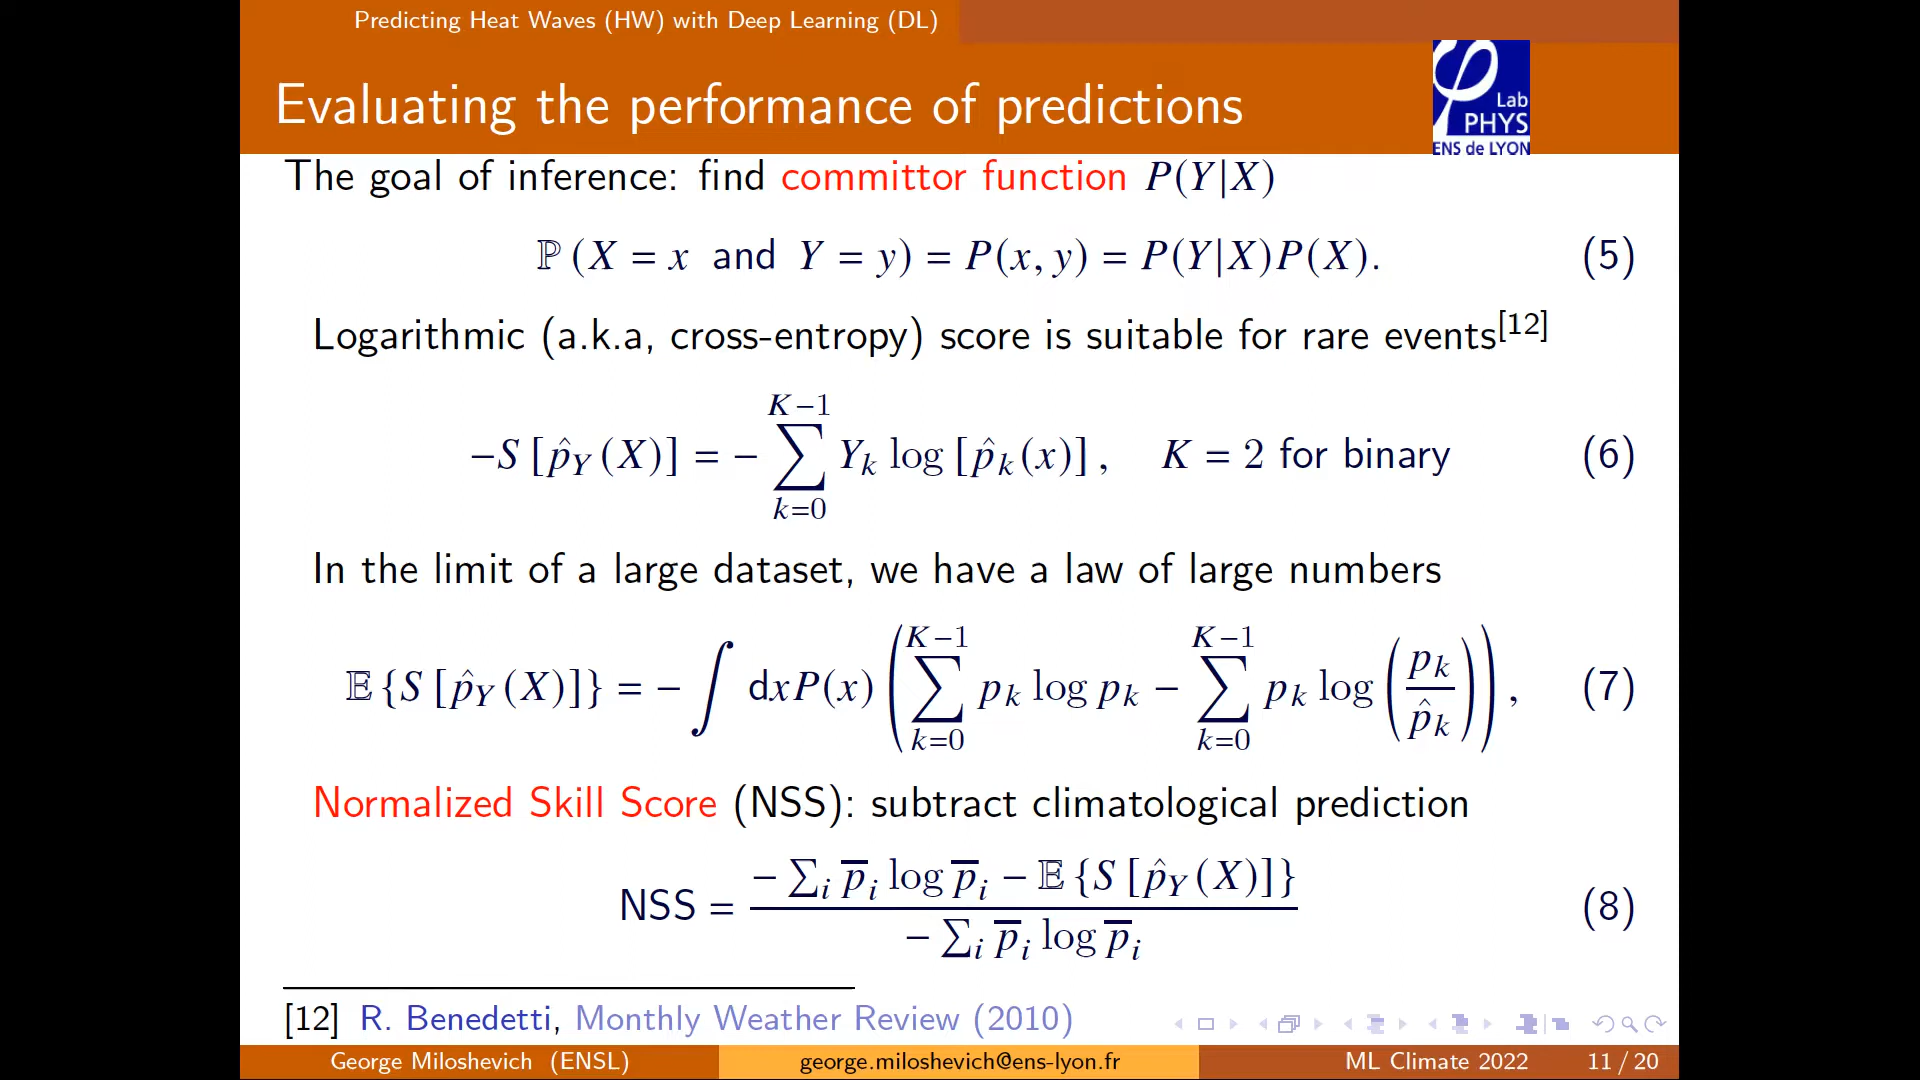 Predicting Heat Waves (HW) with Deep Learning (DL)
Evaluating the performance of predictions
Lab
PHYS
ENS de LYON
The goal of inference: find committor function P(Y|X)
ℙ (X = x and Y = y) = P(x, y) = P(Y|X)P(X). (5)
Logarithmic (a.k.a, cross-entropy) score is suitable for rare events[12]
−S [p̂_Y (X)] = − ∑_{k=0}^{K−1} Y_k log [p̂_k (x)] , K = 2 for binary (6)
In the limit of a large dataset, we have a law of large numbers
𝔼 {S [p̂_Y (X)]} = − ∫ dxP(x) (∑_{k=0}^{K−1} p_k log p_k − ∑_{k=0}^{K−1} p_k log (p_k / p̂_k)) , (7)
Normalized Skill Score (NSS): subtract climatological prediction
NSS = (− ∑_i p̅_i log p̅_i − 𝔼 {S [p̂_Y (X)]}) / (− ∑_i p̅_i log p̅_i) (8)
[12] R. Benedetti, Monthly Weather Review (2010)
George Miloshevich (ENSL) george.miloshevich@ens-lyon.fr ML Climate 2022 11 / 20